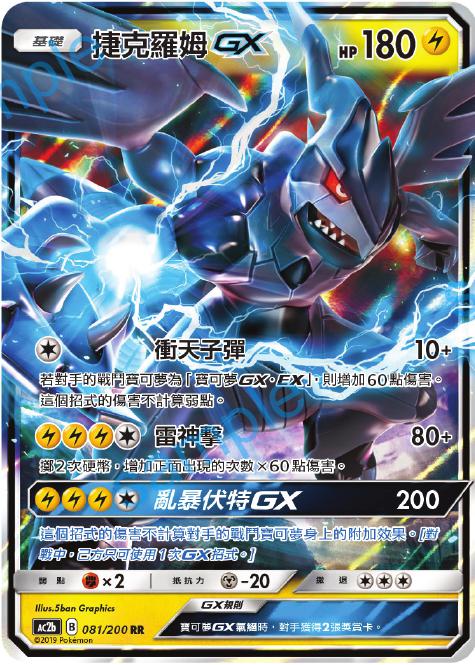 基礎 捷克羅姆GX HP 180
衝天子彈 10+
若對手的戰鬥寶可夢為「寶可夢GX・EX」,則增加60點傷害。
這個招式的傷害不計算弱點。
雷神擊 80+
擲2次硬幣,增加正面出現的次數×60點傷害。
亂暴伏特GX 200
這個招式的傷害不計算對手的戰鬥寶可夢身上的附加效果。[對
戰中,己方只可使用1次GX招式。]
弱點 ×2 抵抗力 -20 撤退
Illus.5ban Graphics GX規則
AC2b B 081/200 RR 寶可夢GX氣絕時,對手獲得2張獎賞卡。
©2019 Pokémon